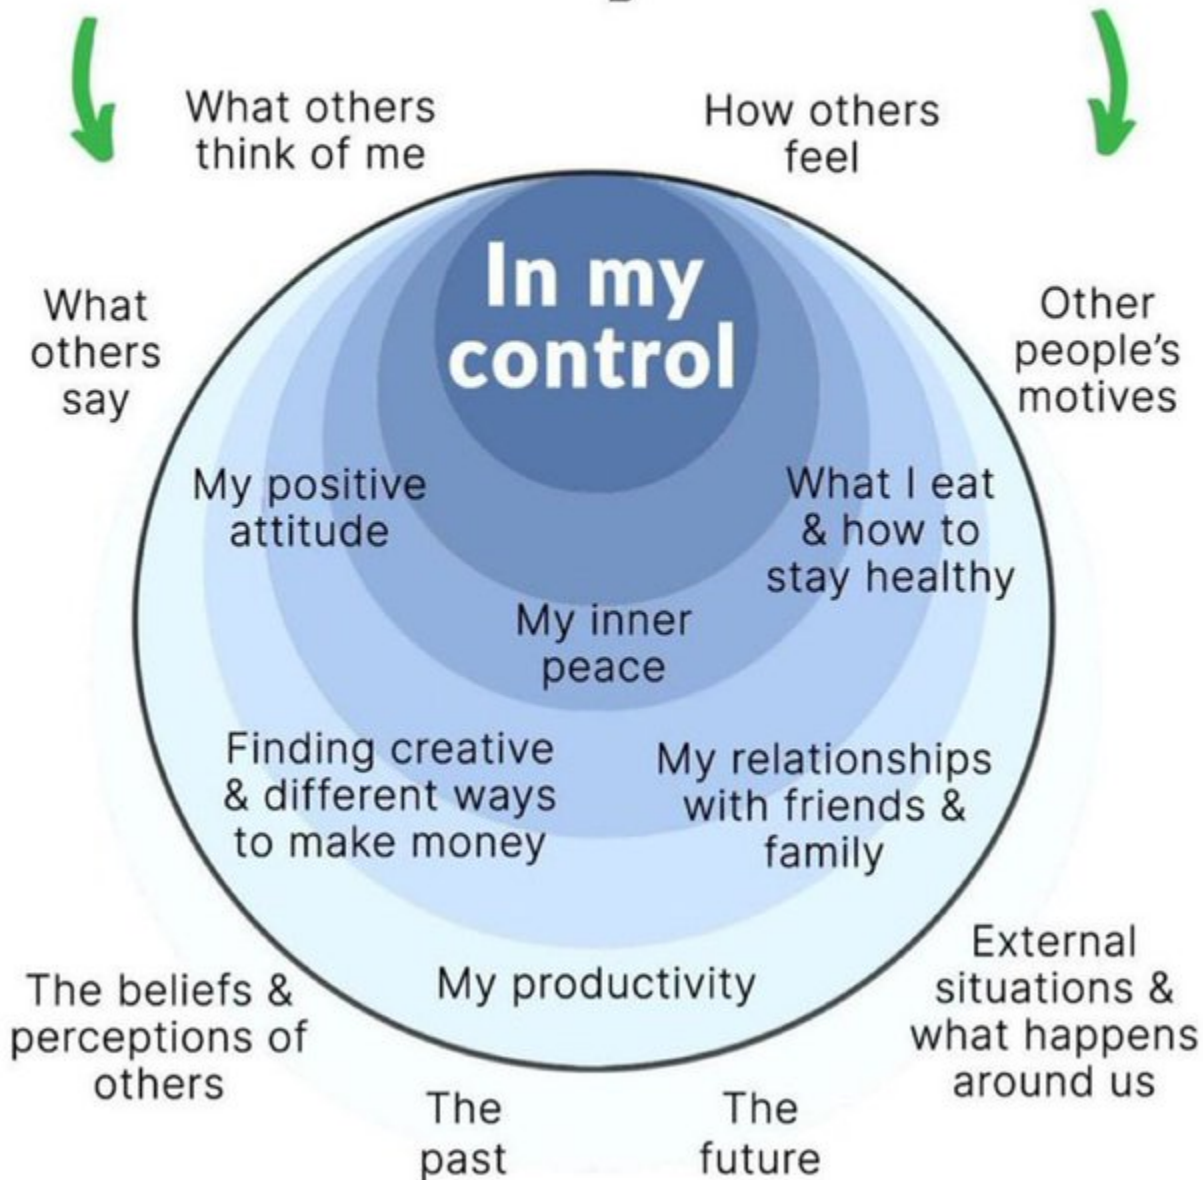 What others
think of me
How others
feel
What
others
say
Other
people's
motives
In my
control
My positive
attitude
What I eat
& how to
stay healthy
My inner
peace
Finding creative
& different ways
to make money
My relationships
with friends &
family
My productivity
The beliefs &
perceptions of
others
External
situations &
what happens
around us
The
past
The
future